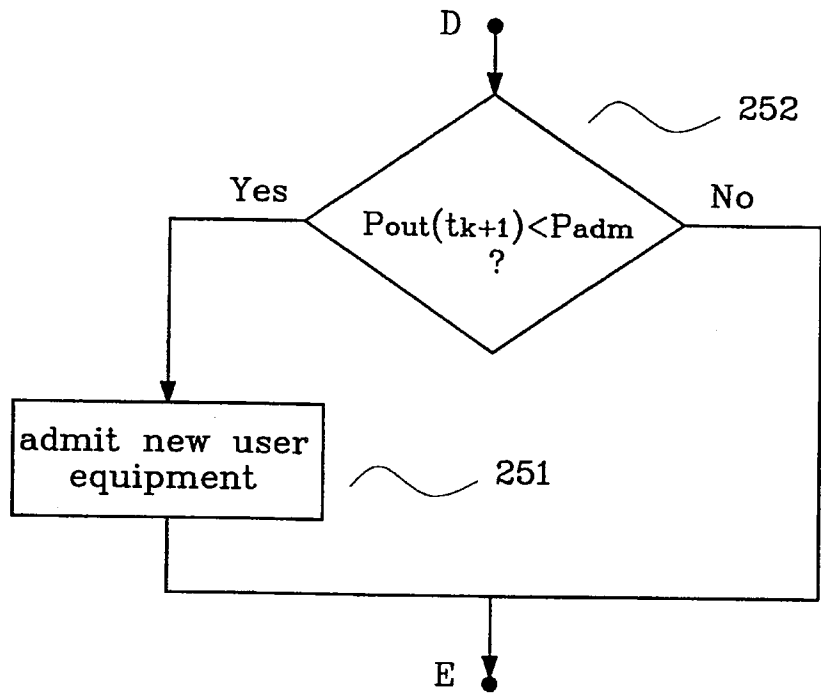 D
252
Yes
No
Pout(tk+1)<Padm
?
admit new user
equipment
251
E